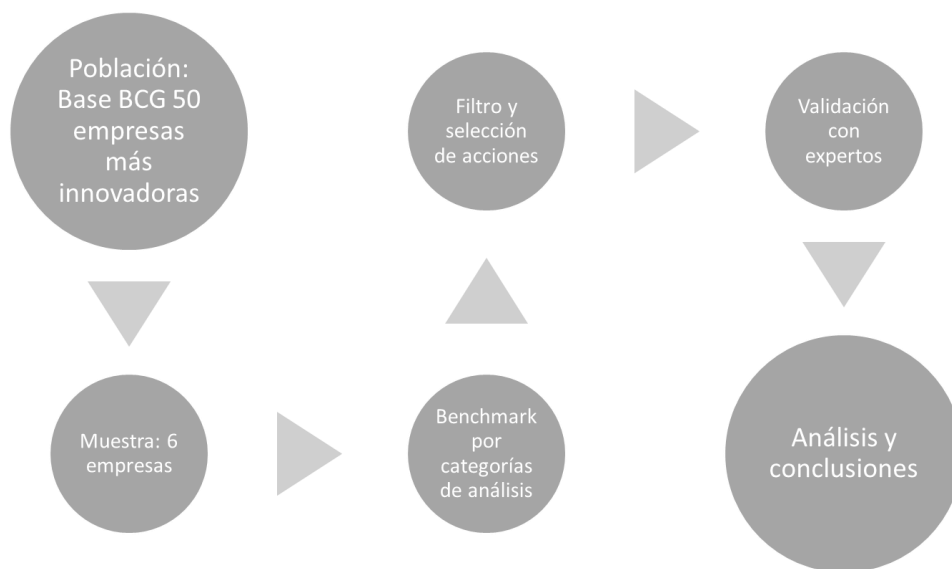 Población:
Base BCG 50
empresas
más
innovadoras
Muestra: 6
empresas
Benchmark
por
categorías
de análisis
Filtro y
selección
de acciones
Validación
con
expertos
Análisis y
conclusiones